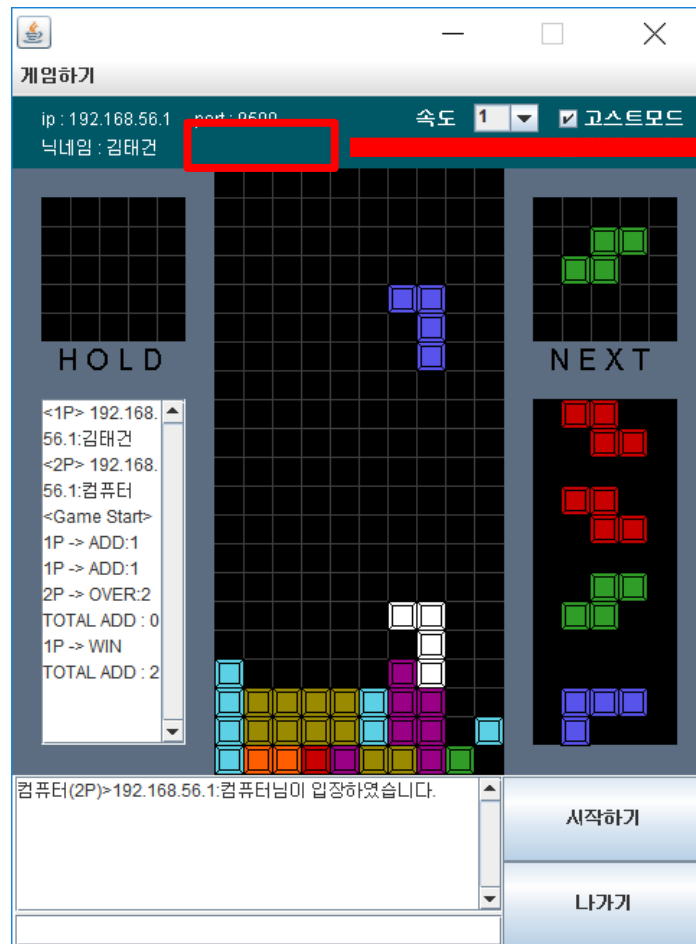 게임하기
ip : 192.168.56.1
속도 1 고스트모드
닉네임 : 김태건
HOLD
NEXT
<1P> 192.168.
56.1:김태건
<2P> 192.168.
56.1:컴퓨터
<Game Start>
1P -> ADD:1
1P -> ADD:1
2P -> OVER:2
TOTAL ADD : 0
1P -> WIN
TOTAL ADD : 2
컴퓨터(2P)>192.168.56.1:컴퓨터님이 입장하였습니다.
시작하기
나가기